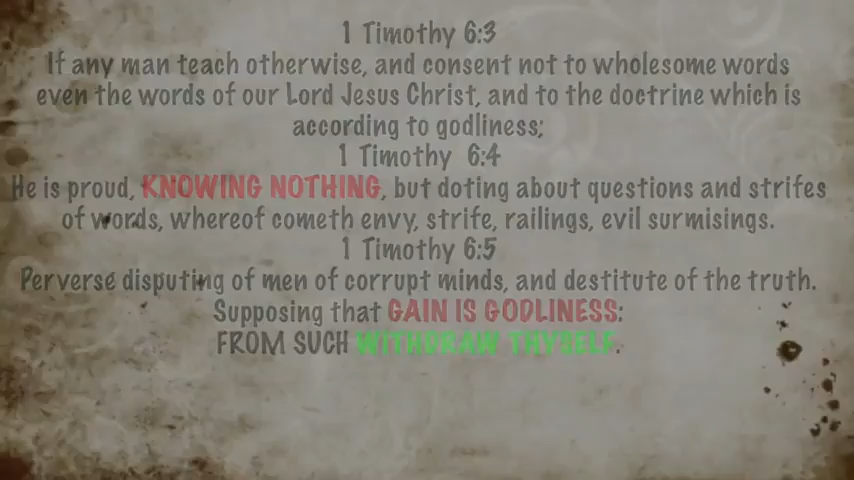 1 Timothy 6:3
If any man teach otherwise, and consent not to wholesome words
even the words of our Lord Jesus Christ, and to the doctrine which is
according to godliness;
1 Timothy 6:4
He is proud, KNOWING NOTHING, but doting about questions and strifes
of words, whereof cometh envy, strife, railings, evil surmisings.
1 Timothy 6:5
Perverse disputing of men of corrupt minds, and destitute of the truth.
Supposing that GAIN IS GODLINESS:
FROM SUCH WITHDRAW THYSELF.